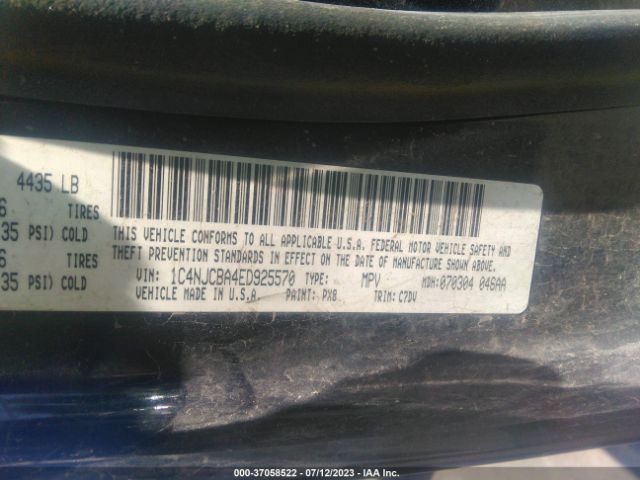 4435 LB
6 TIRES
35 PSI) COLD
6 TIRES
35 PSI) COLD
THIS VEHICLE CONFORMS TO ALL APPLICABLE U.S.A. FEDERAL MOTOR VEHICLE SAFETY AND
THEFT PREVENTION STANDARDS IN EFFECT ON THE DATE OF MANUFACTURE SHOWN ABOVE.
VIN: 1C4NJCBA4ED925570 TYPE: MPV MDH:070304 048AA
VEHICLE MADE IN U.S.A. PAINT: PX8 TRIM: C7DV
000-37058522 - 07/12/2023 - IAA Inc.